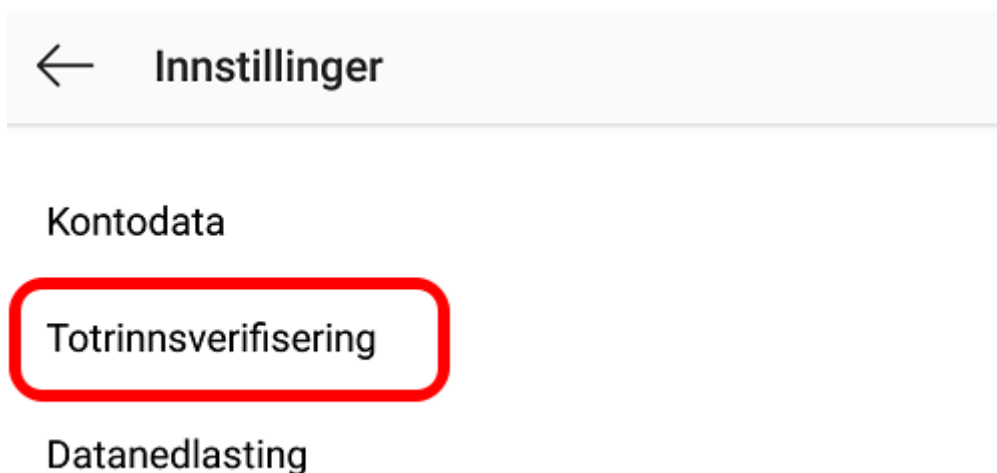 Innstillinger
Kontodata
Totrinnsverifisering
Datanedlasting